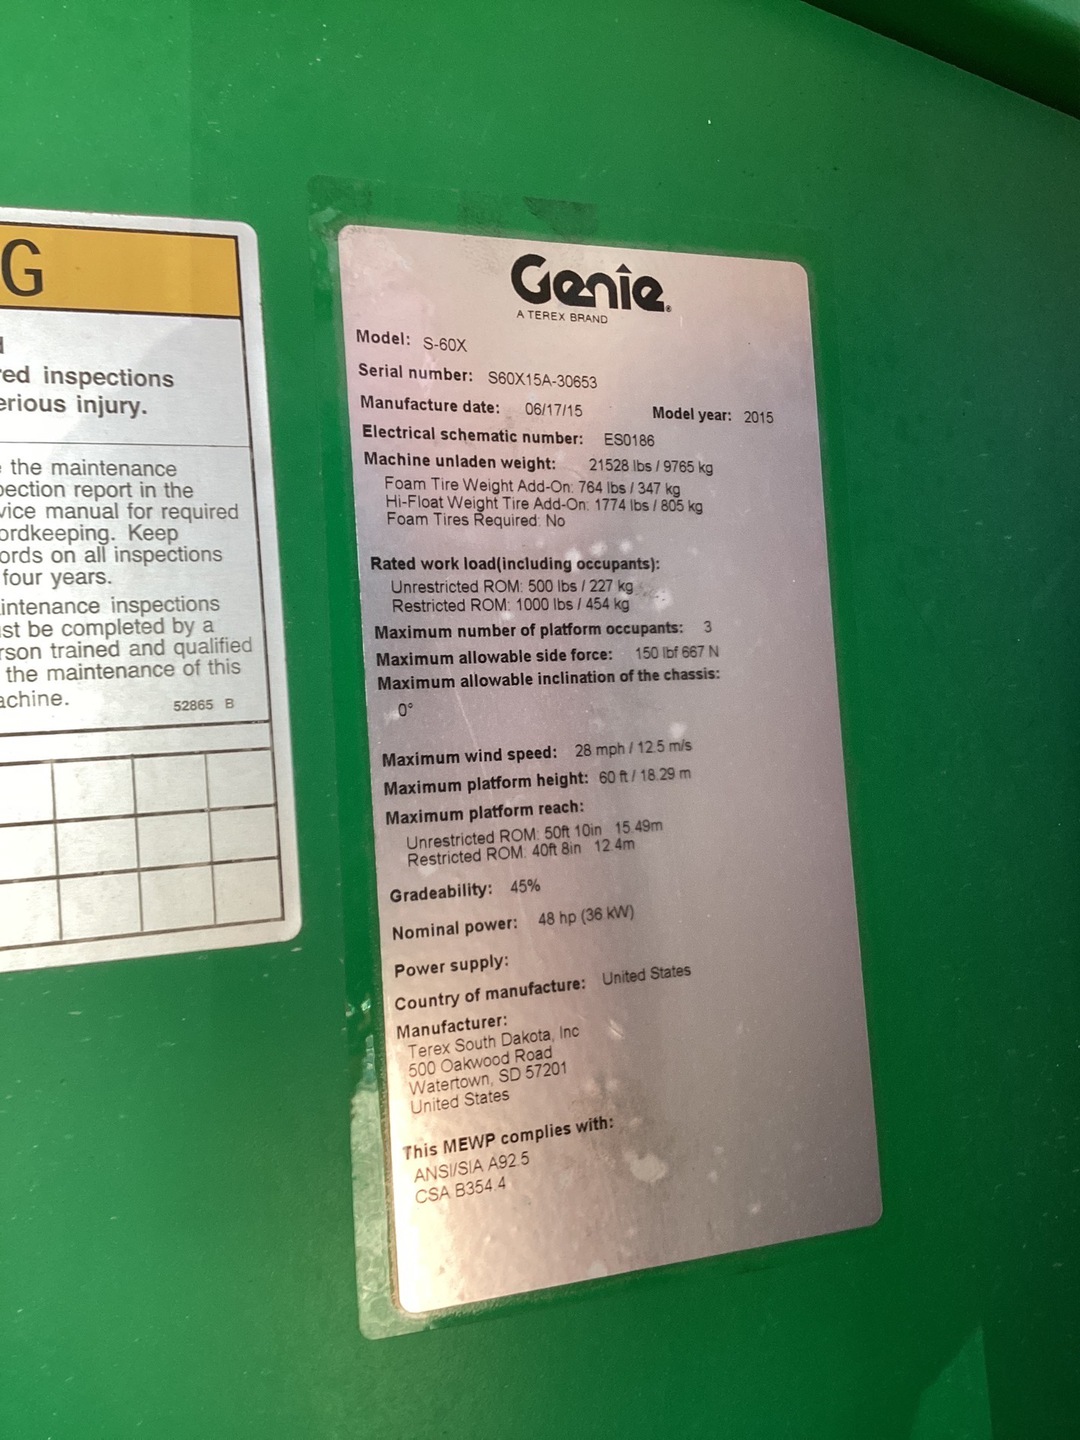 G
red inspections
erious injury.
the maintenance
pection report in the
vice manual for required
ordkeeping. Keep
ords on all inspections
four years.
intenance inspections
ust be completed by a
rson trained and qualified
the maintenance of this
achine.
52865 B
Genie®
A TEREX BRAND
Model: S-60X
Serial number: S60X15A-30653
Manufacture date: 06/17/15 Model year: 2015
Electrical schematic number: ES0186
Machine unladen weight: 21528 lbs / 9765 kg
Foam Tire Weight Add-On: 764 lbs / 347 kg
Hi-Float Weight Tire Add-On: 1774 lbs / 805 kg
Foam Tires Required: No
Rated work load(including occupants):
Unrestricted ROM: 500 lbs / 227 kg
Restricted ROM: 1000 lbs / 454 kg
Maximum number of platform occupants: 3
Maximum allowable side force: 150 lbf 667 N
Maximum allowable inclination of the chassis:
0°
Maximum wind speed: 28 mph / 12.5 m/s
Maximum platform height: 60 ft / 18.29 m
Maximum platform reach:
Unrestricted ROM: 50ft 10in 15.49m
Restricted ROM: 40ft 8in 12.4m
Gradeability: 45%
Nominal power: 48 hp (36 kW)
Power supply:
Country of manufacture: United States
Manufacturer:
Terex South Dakota, Inc
500 Oakwood Road
Watertown, SD 57201
United States
This MEWP complies with:
ANSI/SIA A92.5
CSA B354.4